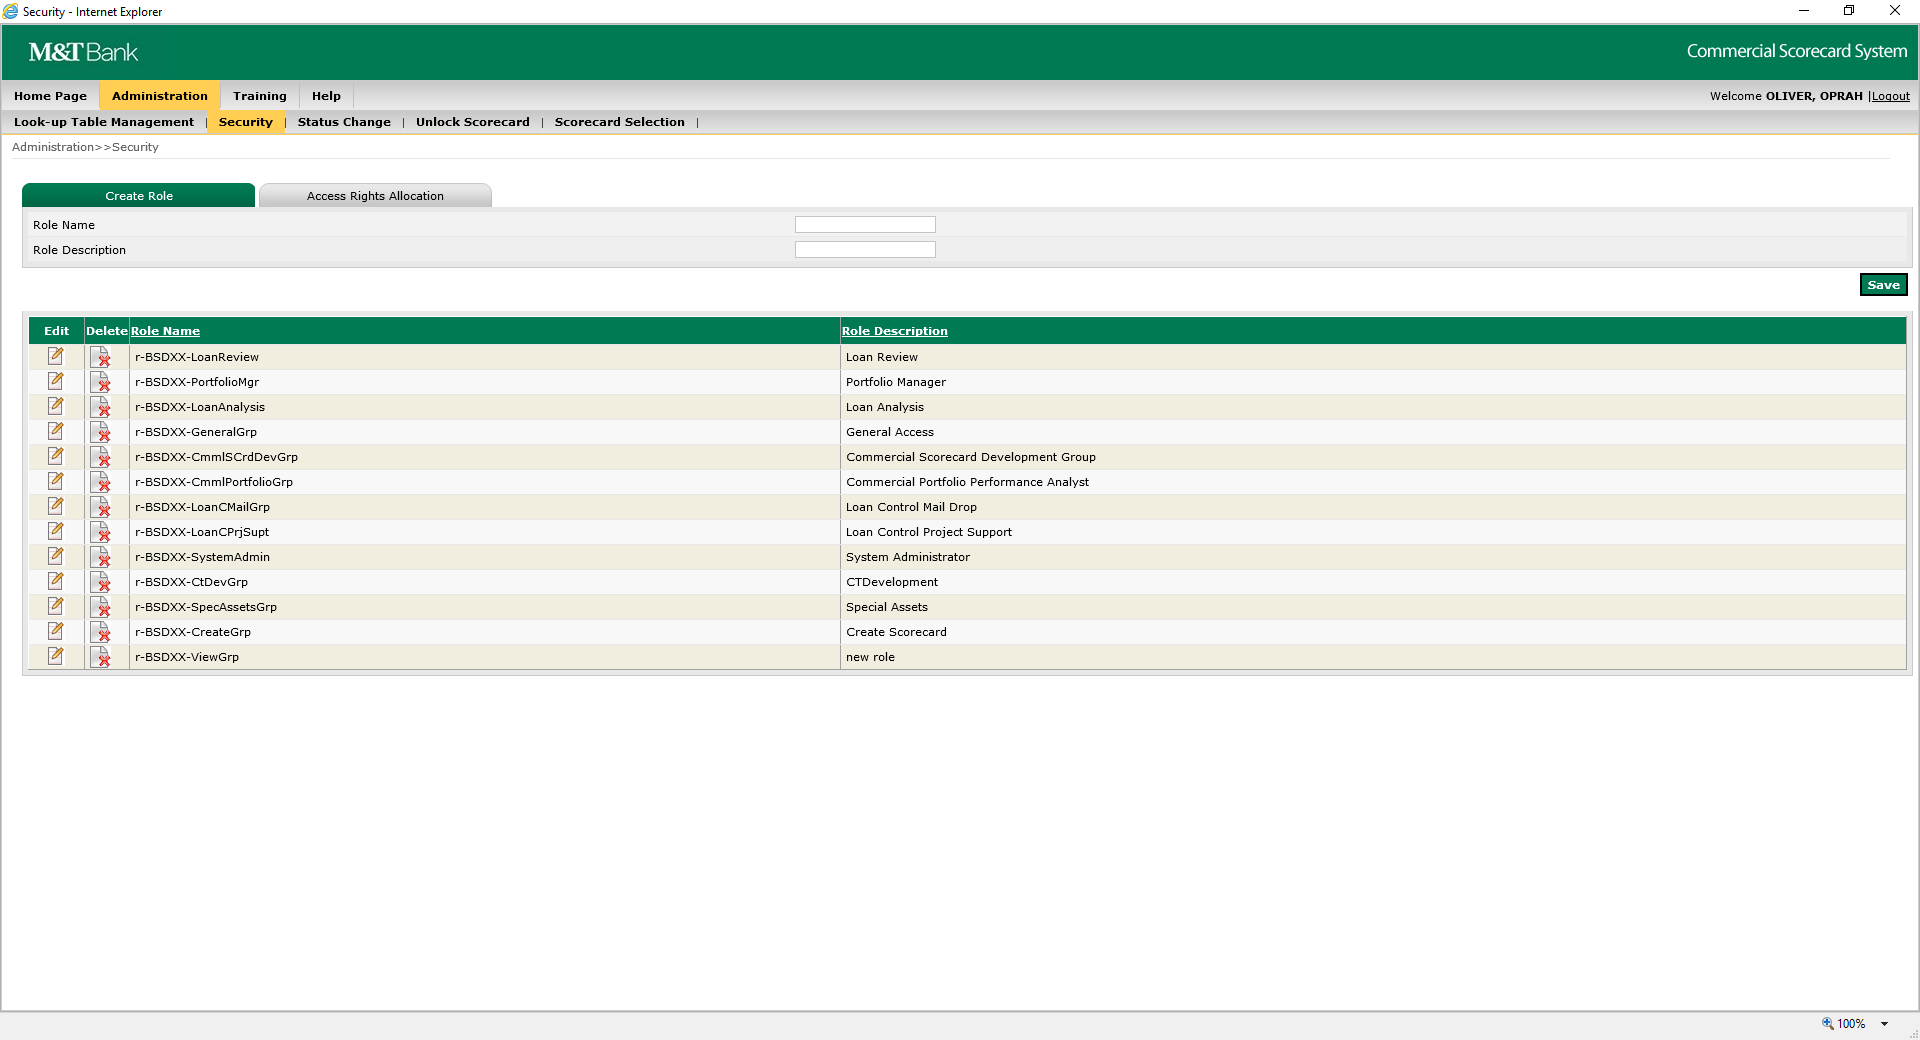 Security - Internet Explorer
M&T Bank
Commercial Scorecard System
Home Page Administration Training Help
Welcome OLIVER, OPRAH |Logout
Look-up Table Management | Security | Status Change | Unlock Scorecard | Scorecard Selection |
Administration>>Security
Create Role Access Rights Allocation
Role Name
Role Description
Save
Edit Delete Role Name Role Description
r-BSDXX-LoanReview Loan Review
r-BSDXX-PortfolioMgr Portfolio Manager
r-BSDXX-LoanAnalysis Loan Analysis
r-BSDXX-GeneralGrp General Access
r-BSDXX-CmmlSCrdDevGrp Commercial Scorecard Development Group
r-BSDXX-CmmlPortfolioGrp Commercial Portfolio Performance Analyst
r-BSDXX-LoanCMailGrp Loan Control Mail Drop
r-BSDXX-LoanCPrjSupt Loan Control Project Support
r-BSDXX-SystemAdmin System Administrator
r-BSDXX-CtDevGrp CTDevelopment
r-BSDXX-SpecAssetsGrp Special Assets
r-BSDXX-CreateGrp Create Scorecard
r-BSDXX-ViewGrp new role
100%